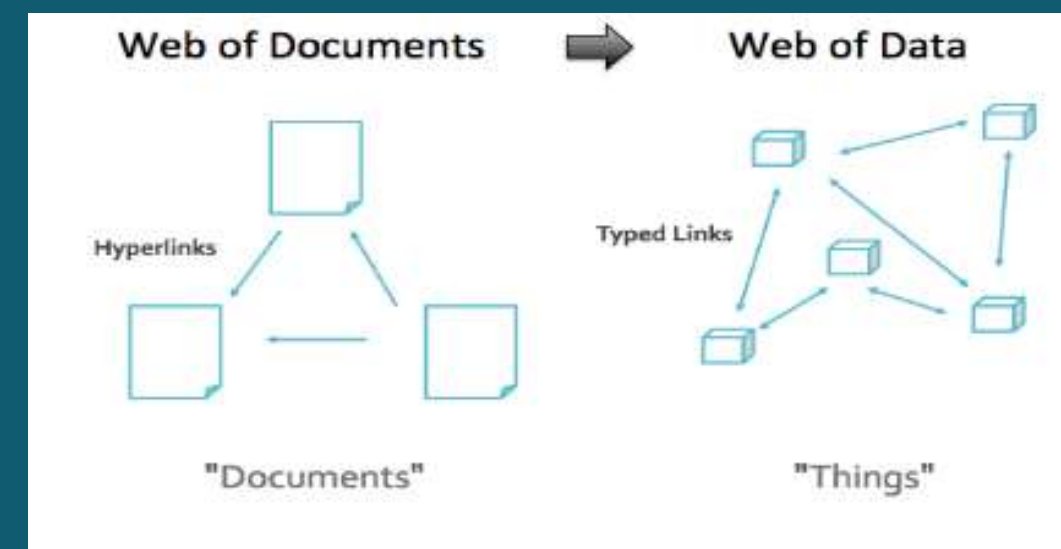 Web of Documents
Web of Data
Hyperlinks
Typed Links
"Documents"
"Things"